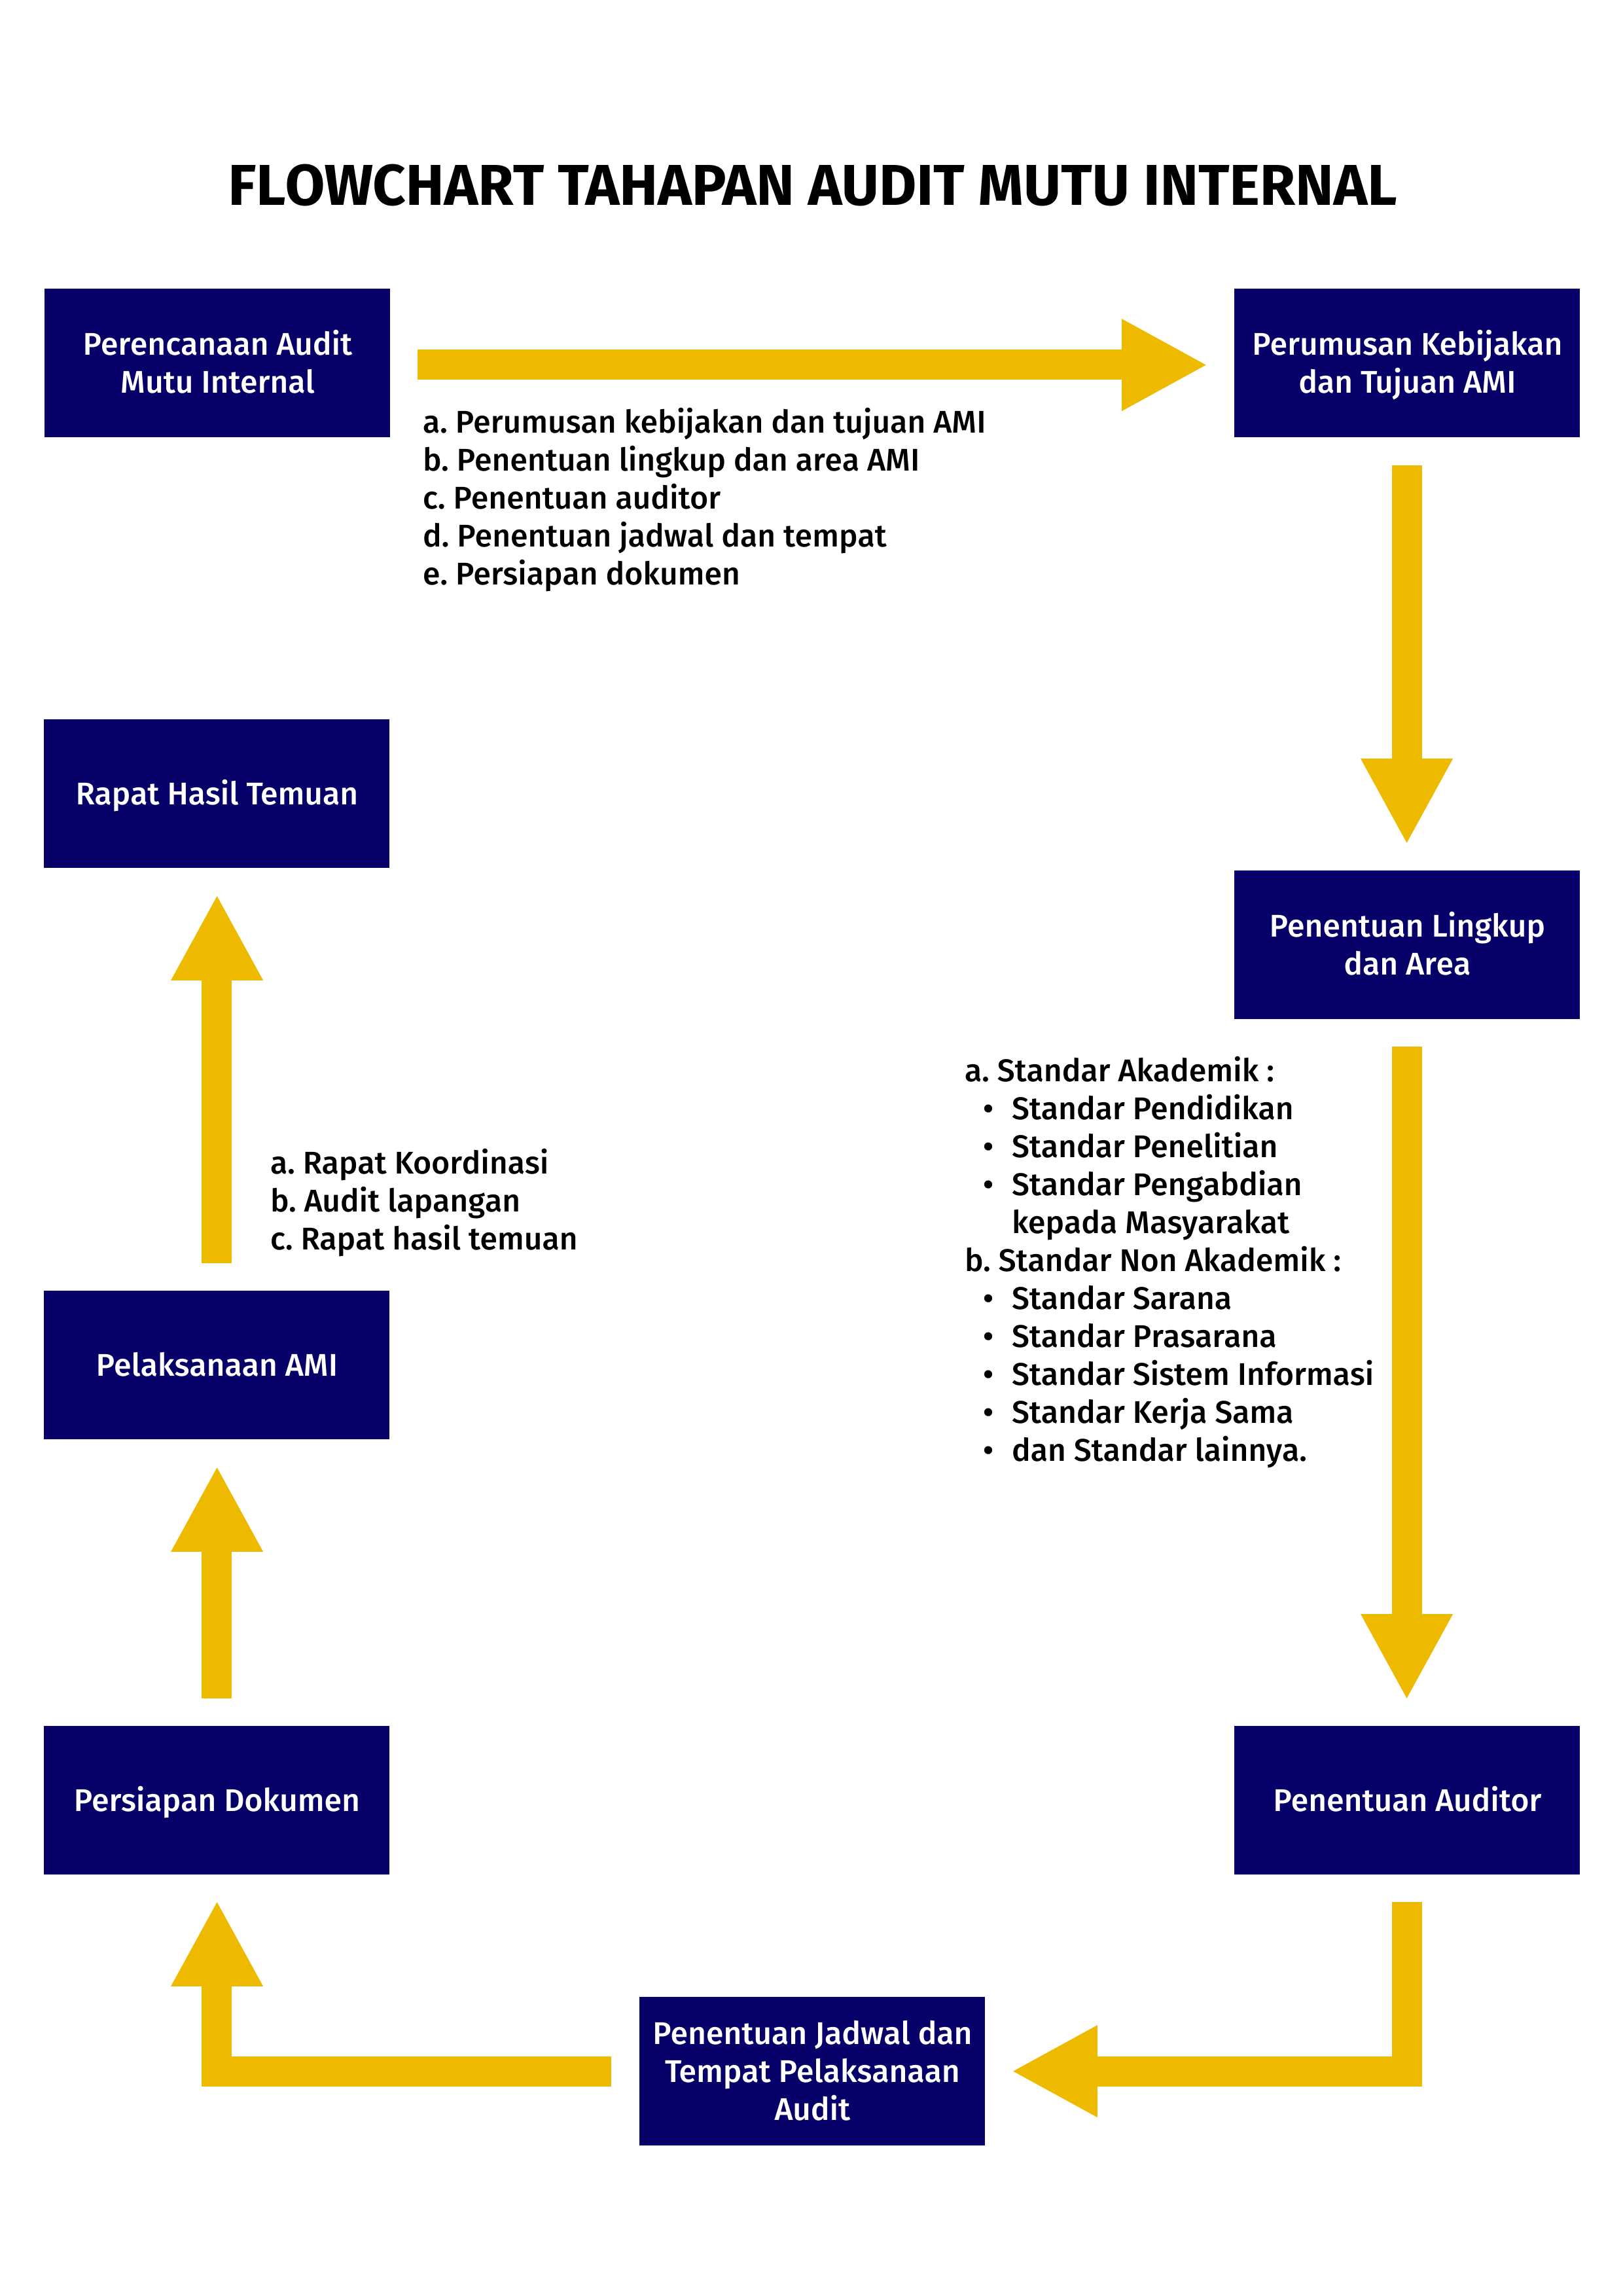 FLOWCHART TAHAPAN AUDIT MUTU INTERNAL
Perencanaan Audit
Mutu Internal
a. Perumusan kebijakan dan tujuan AMI
b. Penentuan lingkup dan area AMI
c. Penentuan auditor
d. Penentuan jadwal dan tempat
e. Persiapan dokumen
Perumusan Kebijakan
dan Tujuan AMI
Penentuan Lingkup
dan Area
a. Standar Akademik :
• Standar Pendidikan
• Standar Penelitian
• Standar Pengabdian
kepada Masyarakat
b. Standar Non Akademik :
• Standar Sarana
• Standar Prasarana
• Standar Sistem Informasi
• Standar Kerja Sama
• dan Standar lainnya.
Penentuan Auditor
Penentuan Jadwal dan
Tempat Pelaksanaan
Audit
Persiapan Dokumen
Pelaksanaan AMI
a. Rapat Koordinasi
b. Audit lapangan
c. Rapat hasil temuan
Rapat Hasil Temuan